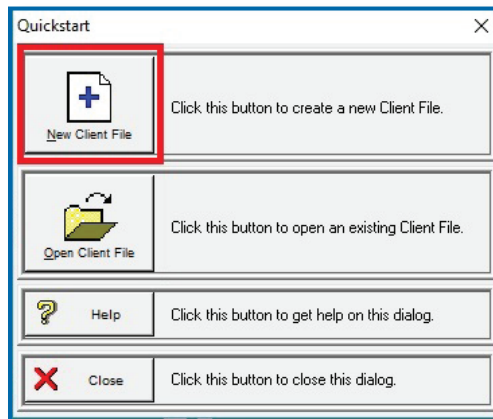 Quickstart
New Client File
Click this button to create a new Client File.
Open Client File
Click this button to open an existing Client File.
Help
Click this button to get help on this dialog.
Close
Click this button to close this dialog.